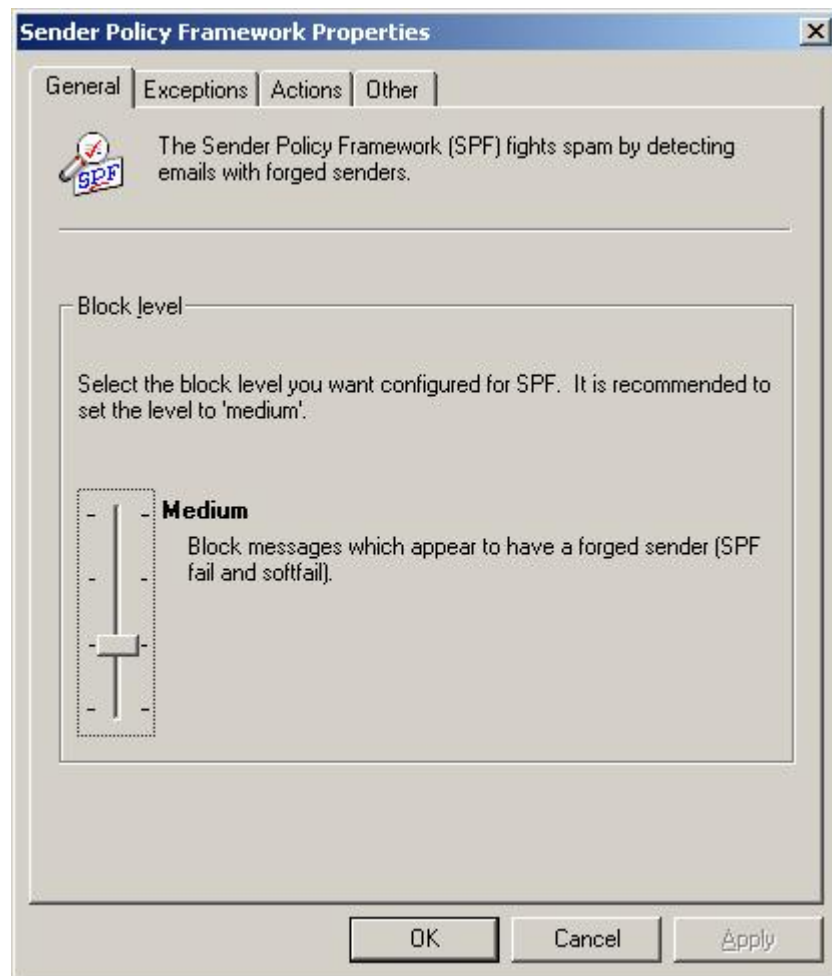 Sender Policy Framework Properties
General Exceptions Actions Other
SPF
The Sender Policy Framework (SPF) fights spam by detecting
emails with forged senders.
Block level
Select the block level you want configured for SPF. It is recommended to
set the level to 'medium'.
Medium
Block messages which appear to have a forged sender (SPF
fail and softfail).
OK Cancel Apply